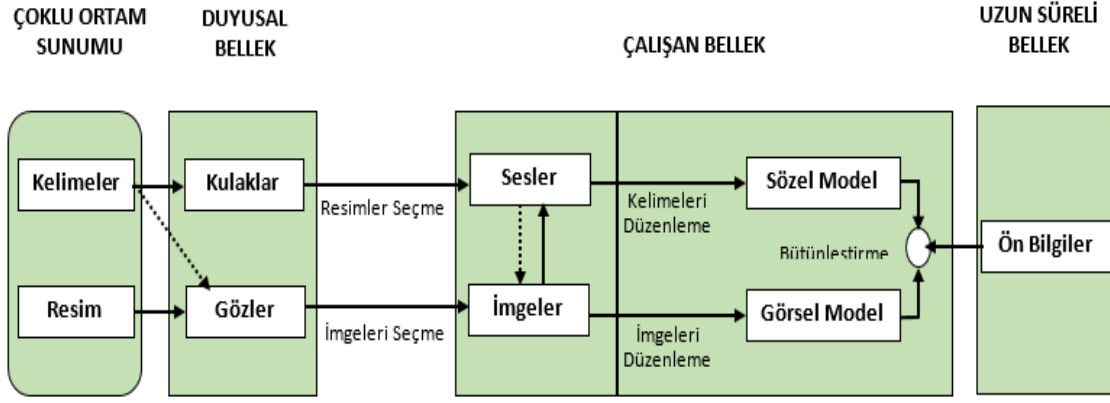 ÇOKLU ORTAM
SUNUMU
DUYUSAL
BELLEK
ÇALIŞAN BELLEK
UZUN SÜRELİ
BELLEK
Kelimeler
Kulaklar
Resimler Seçme
Sesler
Kelimeleri
Düzenleme
Sözel Model
Bütünleştirme
Ön Bilgiler
Resim
Gözler
İmgeleri Seçme
İmgeler
İmgeleri
Düzenleme
Görsel Model